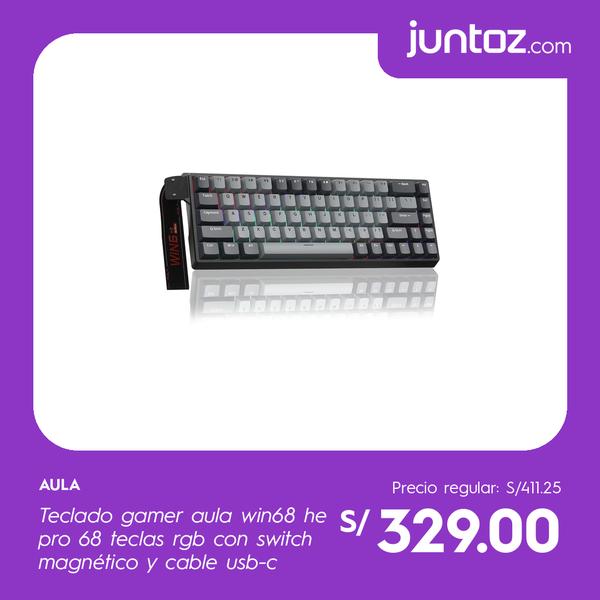 juntoz.com
WIN68
AULA
Precio regular: S/411.25
Teclado gamer aula win68 he
pro 68 teclas rgb con switch
magnético y cable usb-c
S/ 329.00